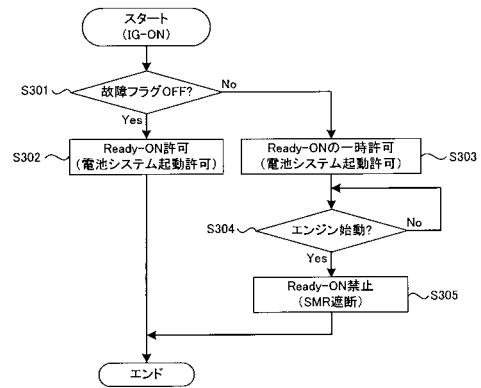 スタート
(IG-ON)
S301
故障フラグOFF?
No
Yes
S302
Ready-ON許可
(電池システム起動許可)
Ready-ONの一時許可
(電池システム起動許可)
S303
S304
エンジン始動?
No
Yes
Ready-ON禁止
(SMR遮断)
S305
エンド